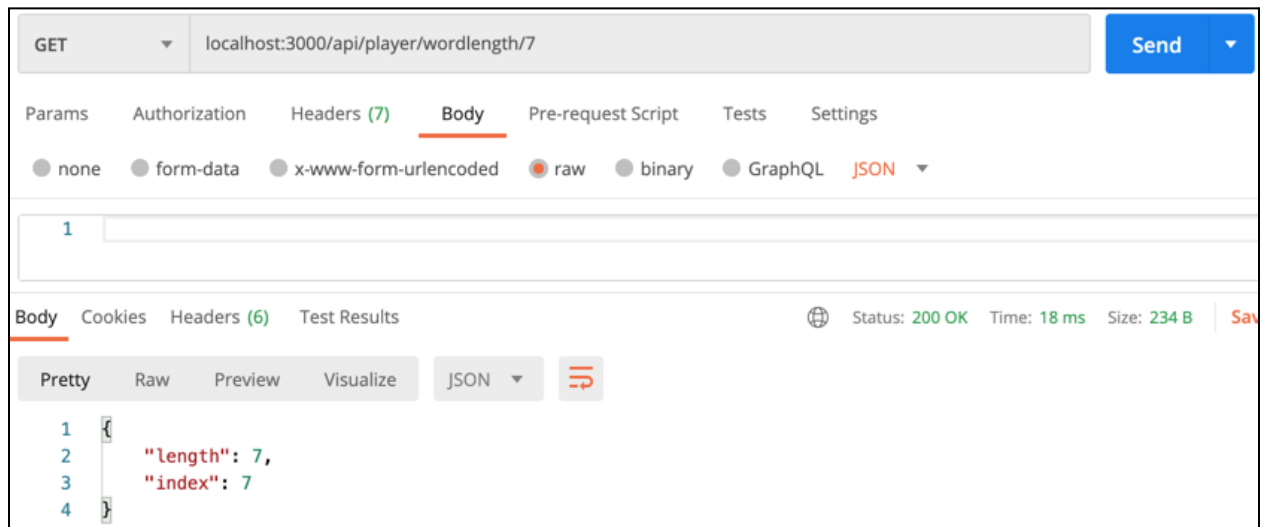 GET localhost:3000/api/player/wordlength/7 Send
Params Authorization Headers (7) Body Pre-request Script Tests Settings
none form-data x-www-form-urlencoded raw binary GraphQL JSON
1
Body Cookies Headers (6) Test Results Status: 200 OK Time: 18 ms Size: 234 B Sav
Pretty Raw Preview Visualize JSON
1 {
2 "length": 7,
3 "index": 7
4 }